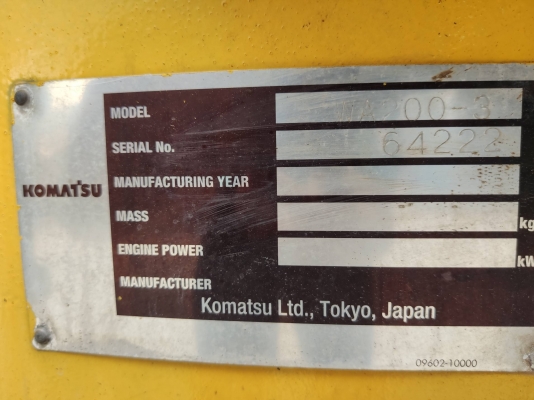 MODEL
SERIAL No. 64222
KOMATSU
MANUFACTURING YEAR
MASS kg
ENGINE POWER kW
MANUFACTURER
Komatsu Ltd., Tokyo, Japan
09602-10000